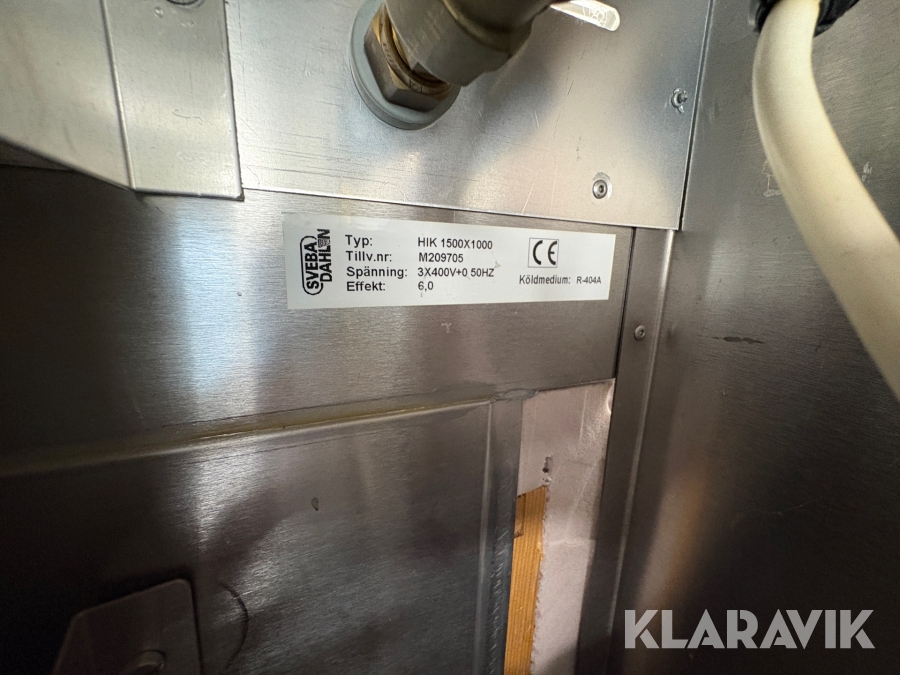 SVEBA
DAHLEN
Typ: HIK 1500X1000
Tillv.nr: M209705
Spänning: 3X400V+0 50HZ
Effekt: 6,0
CE
Köldmedium: R-404A
KLARAVIK